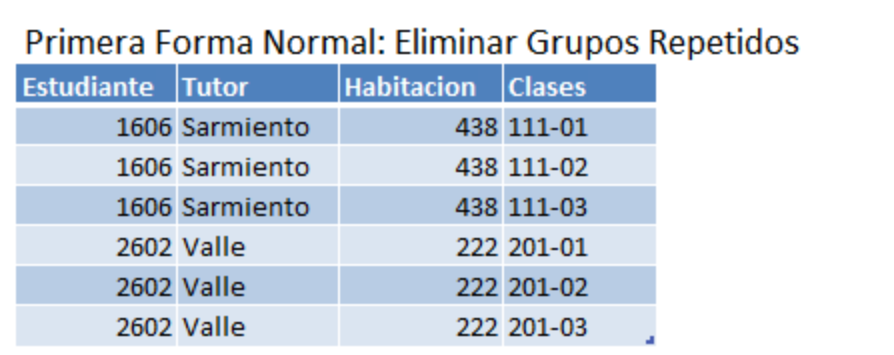 Primera Forma Normal: Eliminar Grupos Repetidos
Estudiante Tutor Habitacion Clases
1606 Sarmiento 438 111-01
1606 Sarmiento 438 111-02
1606 Sarmiento 438 111-03
2602 Valle 222 201-01
2602 Valle 222 201-02
2602 Valle 222 201-03